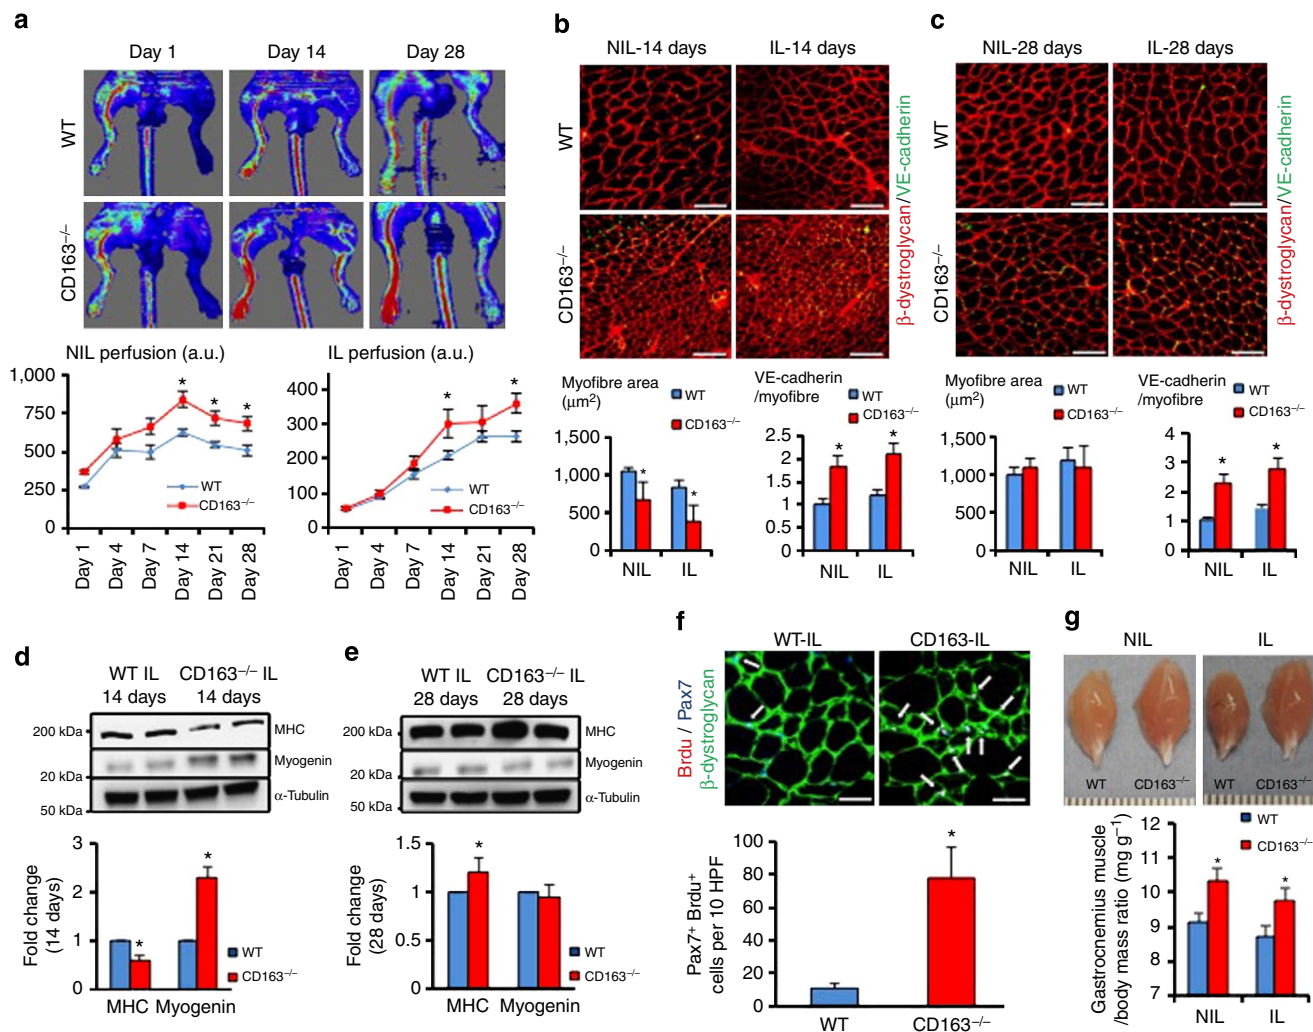 a
Day 1
Day 14
Day 28
WT
CD163⁻/⁻
NIL perfusion (a.u.)
1,000
750
500
250
0
*
*
*
WT
CD163⁻/⁻
Day 1
Day 4
Day 7
Day 14
Day 21
Day 28
IL perfusion (a.u.)
400
300
200
100
0
*
*
WT
CD163⁻/⁻
Day 1
Day 4
Day 7
Day 14
Day 21
Day 28
b
NIL-14 days
IL-14 days
WT
CD163⁻/⁻
β-dystroglycan/VE-cadherin
Myofibre area
(μm²)
WT
CD163⁻/⁻
1,500
1,000
500
0
*
*
NIL
IL
VE-cadherin
/myofibre
WT
CD163⁻/⁻
2.5
2
1.5
1
0.5
0
*
*
NIL
IL
c
NIL-28 days
IL-28 days
WT
CD163⁻/⁻
β-dystroglycan/VE-cadherin
Myofibre area
(μm²)
WT
CD163⁻/⁻
1,500
1,000
500
0
NIL
IL
VE-cadherin
/myofibre
WT
CD163⁻/⁻
4
3
2
1
0
*
*
NIL
IL
d
WT IL
14 days
CD163⁻/⁻ IL
14 days
200 kDa
MHC
Myogenin
20 kDa
α-Tubulin
50 kDa
Fold change
(14 days)
3
2
1
0
*
*
WT
CD163⁻/⁻
MHC
Myogenin
e
WT IL
28 days
CD163⁻/⁻ IL
28 days
200 kDa
MHC
Myogenin
20 kDa
α-Tubulin
50 kDa
Fold change
(28 days)
1.5
1
0.5
0
*
WT
CD163⁻/⁻
MHC
Myogenin
f
WT-IL
CD163-IL
Brdu / Pax7
β-dystroglycan
Pax7⁺ Brdu⁺
cells per 10 HPF
100
80
60
40
20
0
*
WT
CD163⁻/⁻
g
NIL
IL
WT
CD163⁻/⁻
WT
CD163⁻/⁻
WT
CD163⁻/⁻
Gastrocnemius muscle
/body mass ratio (mg g⁻¹)
12
11
10
9
8
7
*
*
NIL
IL